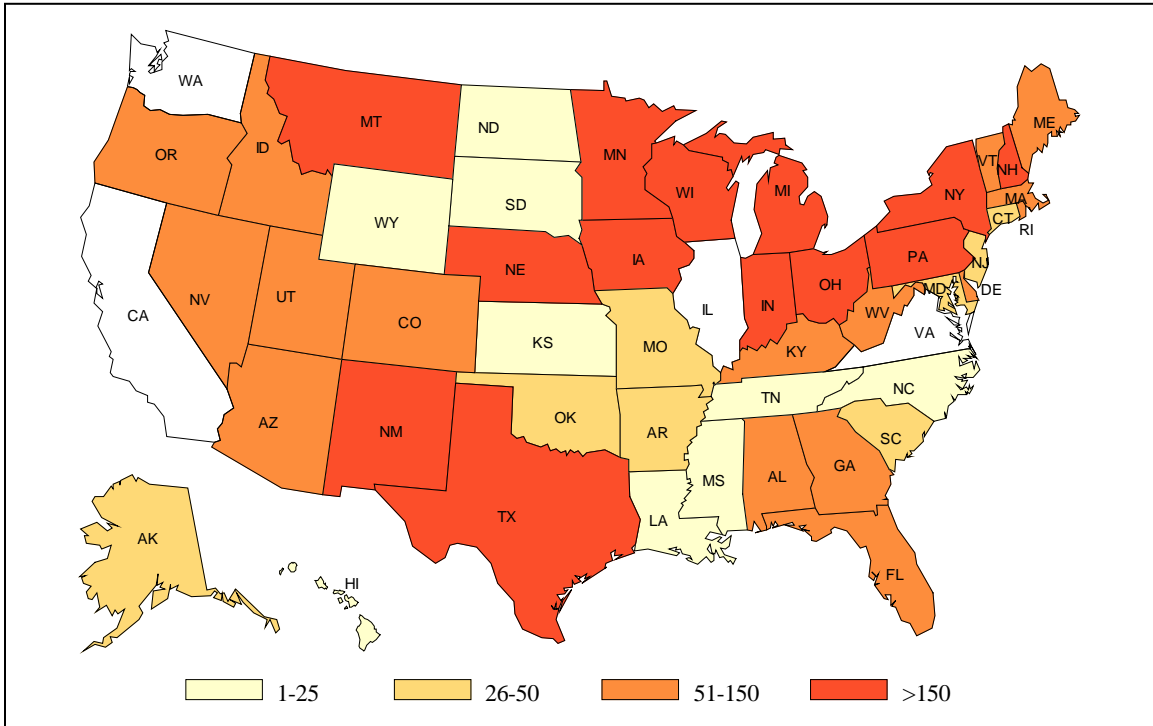 WA
MT
ND
MN
ME
OR
ID
VT
NH
WI
MI
NY
SD
MA
WY
CT
RI
IA
PA
NE
NJ
OH
MD
DE
NV
UT
IL
IN
WV
CA
CO
VA
KS
MO
KY
TN
NC
OK
AZ
NM
AR
SC
MS
AL
GA
TX
LA
AK
FL
HI
1-25
26-50
51-150
>150